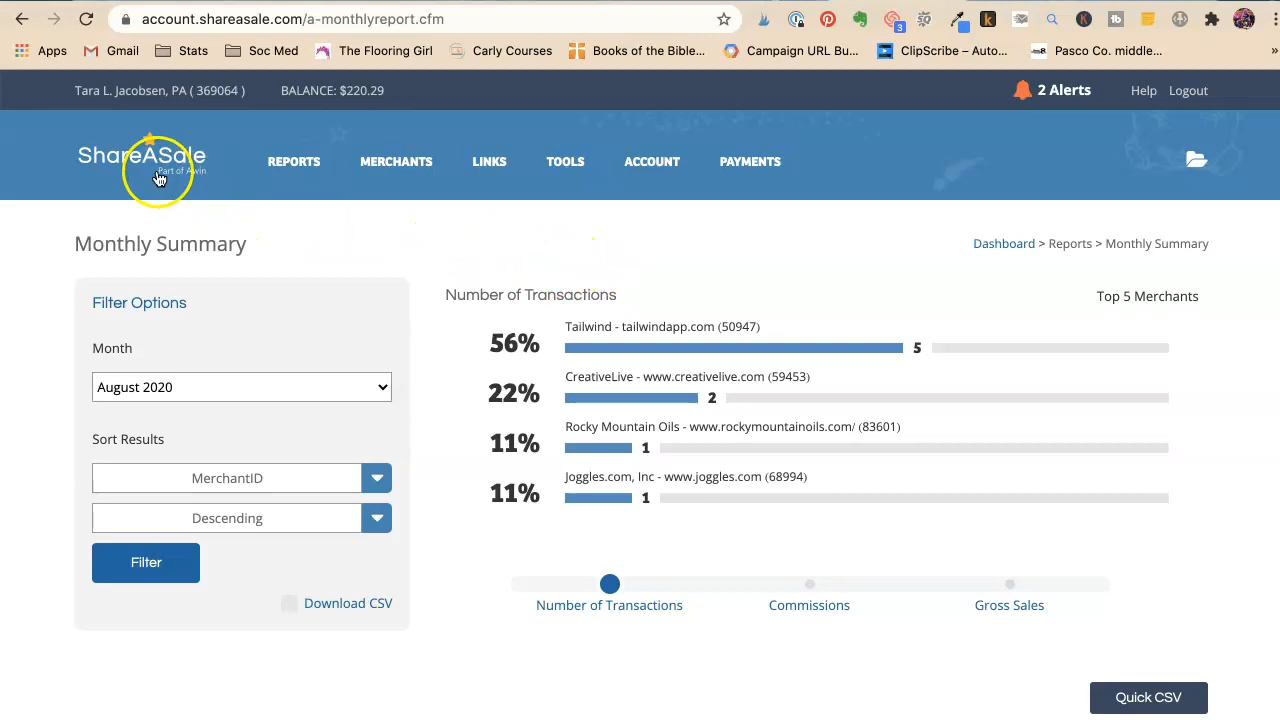 account.shareasale.com/a-monthlyreport.cfm
3
Apps Gmail Stats Soc Med The Flooring Girl Carly Courses Books of the Bible... Campaign URL Bu... ClipScribe – Auto... Pasco Co. middle... »
Tara L. Jacobsen, PA ( 369064 ) BALANCE: $220.29 2 Alerts Help Logout
ShareASale
Part of Awin
REPORTS MERCHANTS LINKS TOOLS ACCOUNT PAYMENTS
Monthly Summary
Dashboard > Reports > Monthly Summary
Filter Options
Month
August 2020
Sort Results
MerchantID
Descending
Filter
Download CSV
Number of Transactions
Top 5 Merchants
Tailwind - tailwindapp.com (50947)
56% 5
CreativeLive - www.creativelive.com (59453)
22% 2
Rocky Mountain Oils - www.rockymountainoils.com/ (83601)
11% 1
Joggles.com, Inc - www.joggles.com (68994)
11% 1
Number of Transactions Commissions Gross Sales
Quick CSV